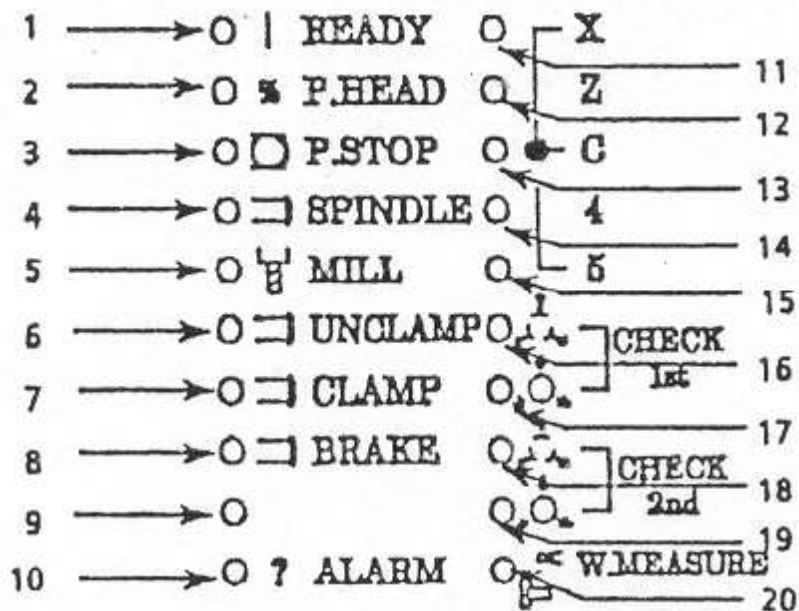 1 READY X 11
2 % P.HEAD Z 12
3 P.STOP C 13
4 SPINDLE 4 14
5 MILL 5 15
6 UNCLAMP CHECK 1st 16
7 CLAMP 17
8 BRAKE CHECK 2nd 18
9 19
10 ? ALARM W.MEASURE 20